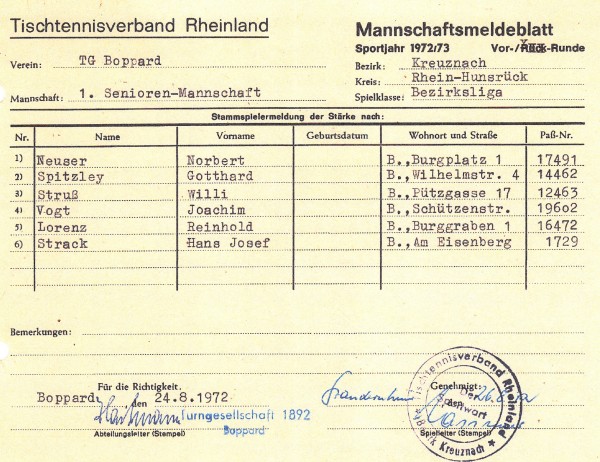 Tischtennisverband Rheinland
Mannschaftsmeldeblatt
Sportjahr 1972/73 Vor-/Rück-Runde
Verein: TG Boppard
Bezirk: Kreuznach
Kreis: Rhein-Hunsrück
Mannschaft: 1. Senioren-Mannschaft
Spielklasse: Bezirksliga
Stammspielermeldung der Stärke nach:
Nr. Name Vorname Geburtsdatum Wohnort und Straße Paß-Nr.
1) Neuser Norbert B.,Burgplatz 1 17491
2) Spitzley Gotthard B.,Wilhelmstr. 4 14462
3) Struß Willi B.,Pützgasse 17 12463
4) Vogt Joachim B.,Schützenstr. 19602
5) Lorenz Reinhold B.,Burggraben 1 16472
6) Strack Hans Josef B.,Am Eisenberg 1729
Bemerkungen:
Für die Richtigkeit.
Genehmigt:
Boppard, den 24.8.1972
Turngesellschaft 1892
Boppard
Abteilungsleiter (Stempel)
Spielleiter (Stempel)
Tischtennisverband Rheinland
Bezirk Kreuznach
Der
wart